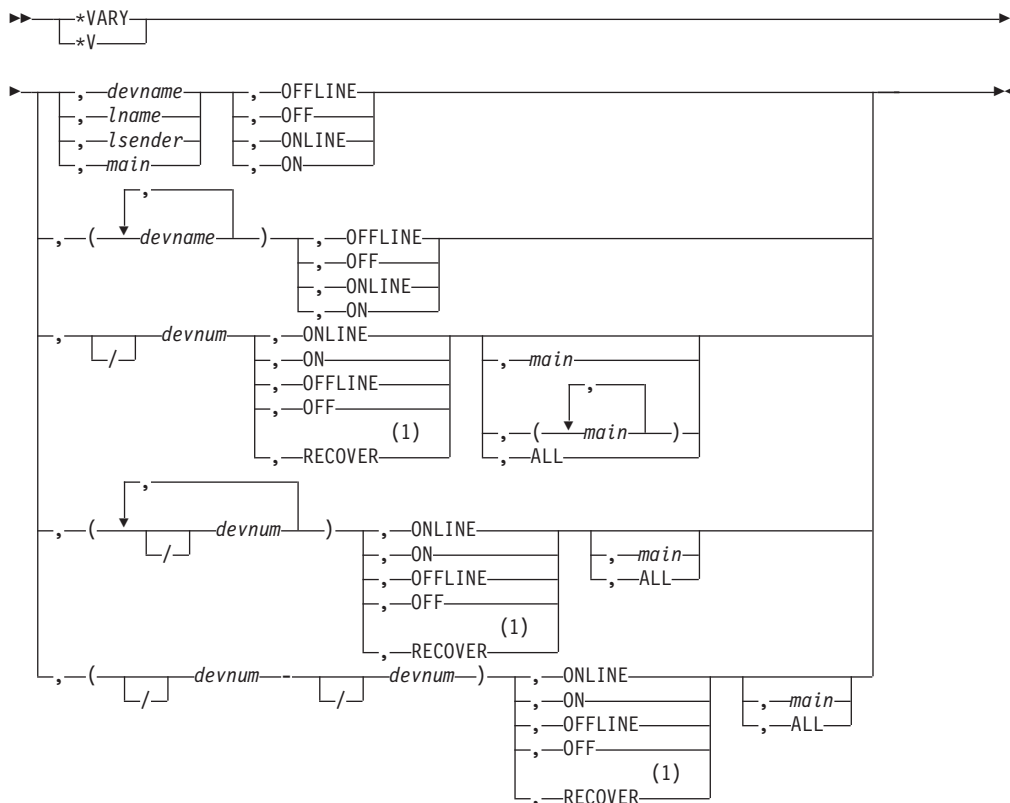 *VARY
*V
, devname , OFFLINE
, lname , OFF
, lsender , ONLINE
, main , ON
,
, ( devname ) , OFFLINE
, OFF
, ONLINE
, ON
, / devnum , ONLINE
, ON
, OFFLINE
, OFF
(1)
, RECOVER
, main
,
, ( main )
, ALL
,
, ( / devnum ) , ONLINE
, ON
, OFFLINE
, OFF
(1)
, RECOVER
, main
, ALL
, ( / devnum - / devnum ) , ONLINE
, ON
, OFFLINE
, OFF
(1)
, RECOVER
, main
, ALL